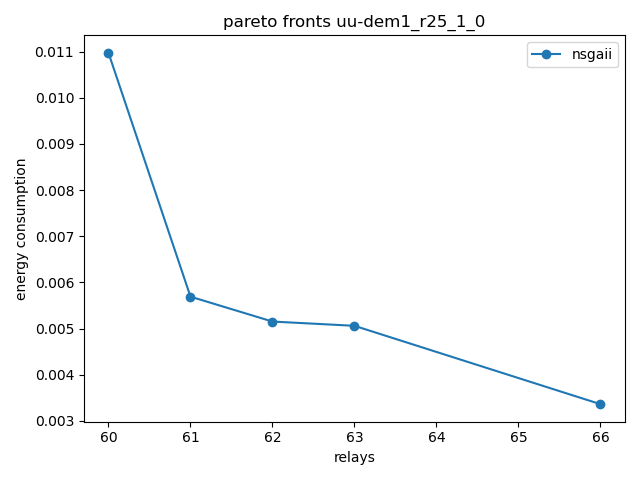 pareto fronts uu-dem1_r25_1_0
nsgaii
0.011
0.010
0.009
0.008
0.007
0.006
0.005
0.004
0.003
energy consumption
60 61 62 63 64 65 66
relays